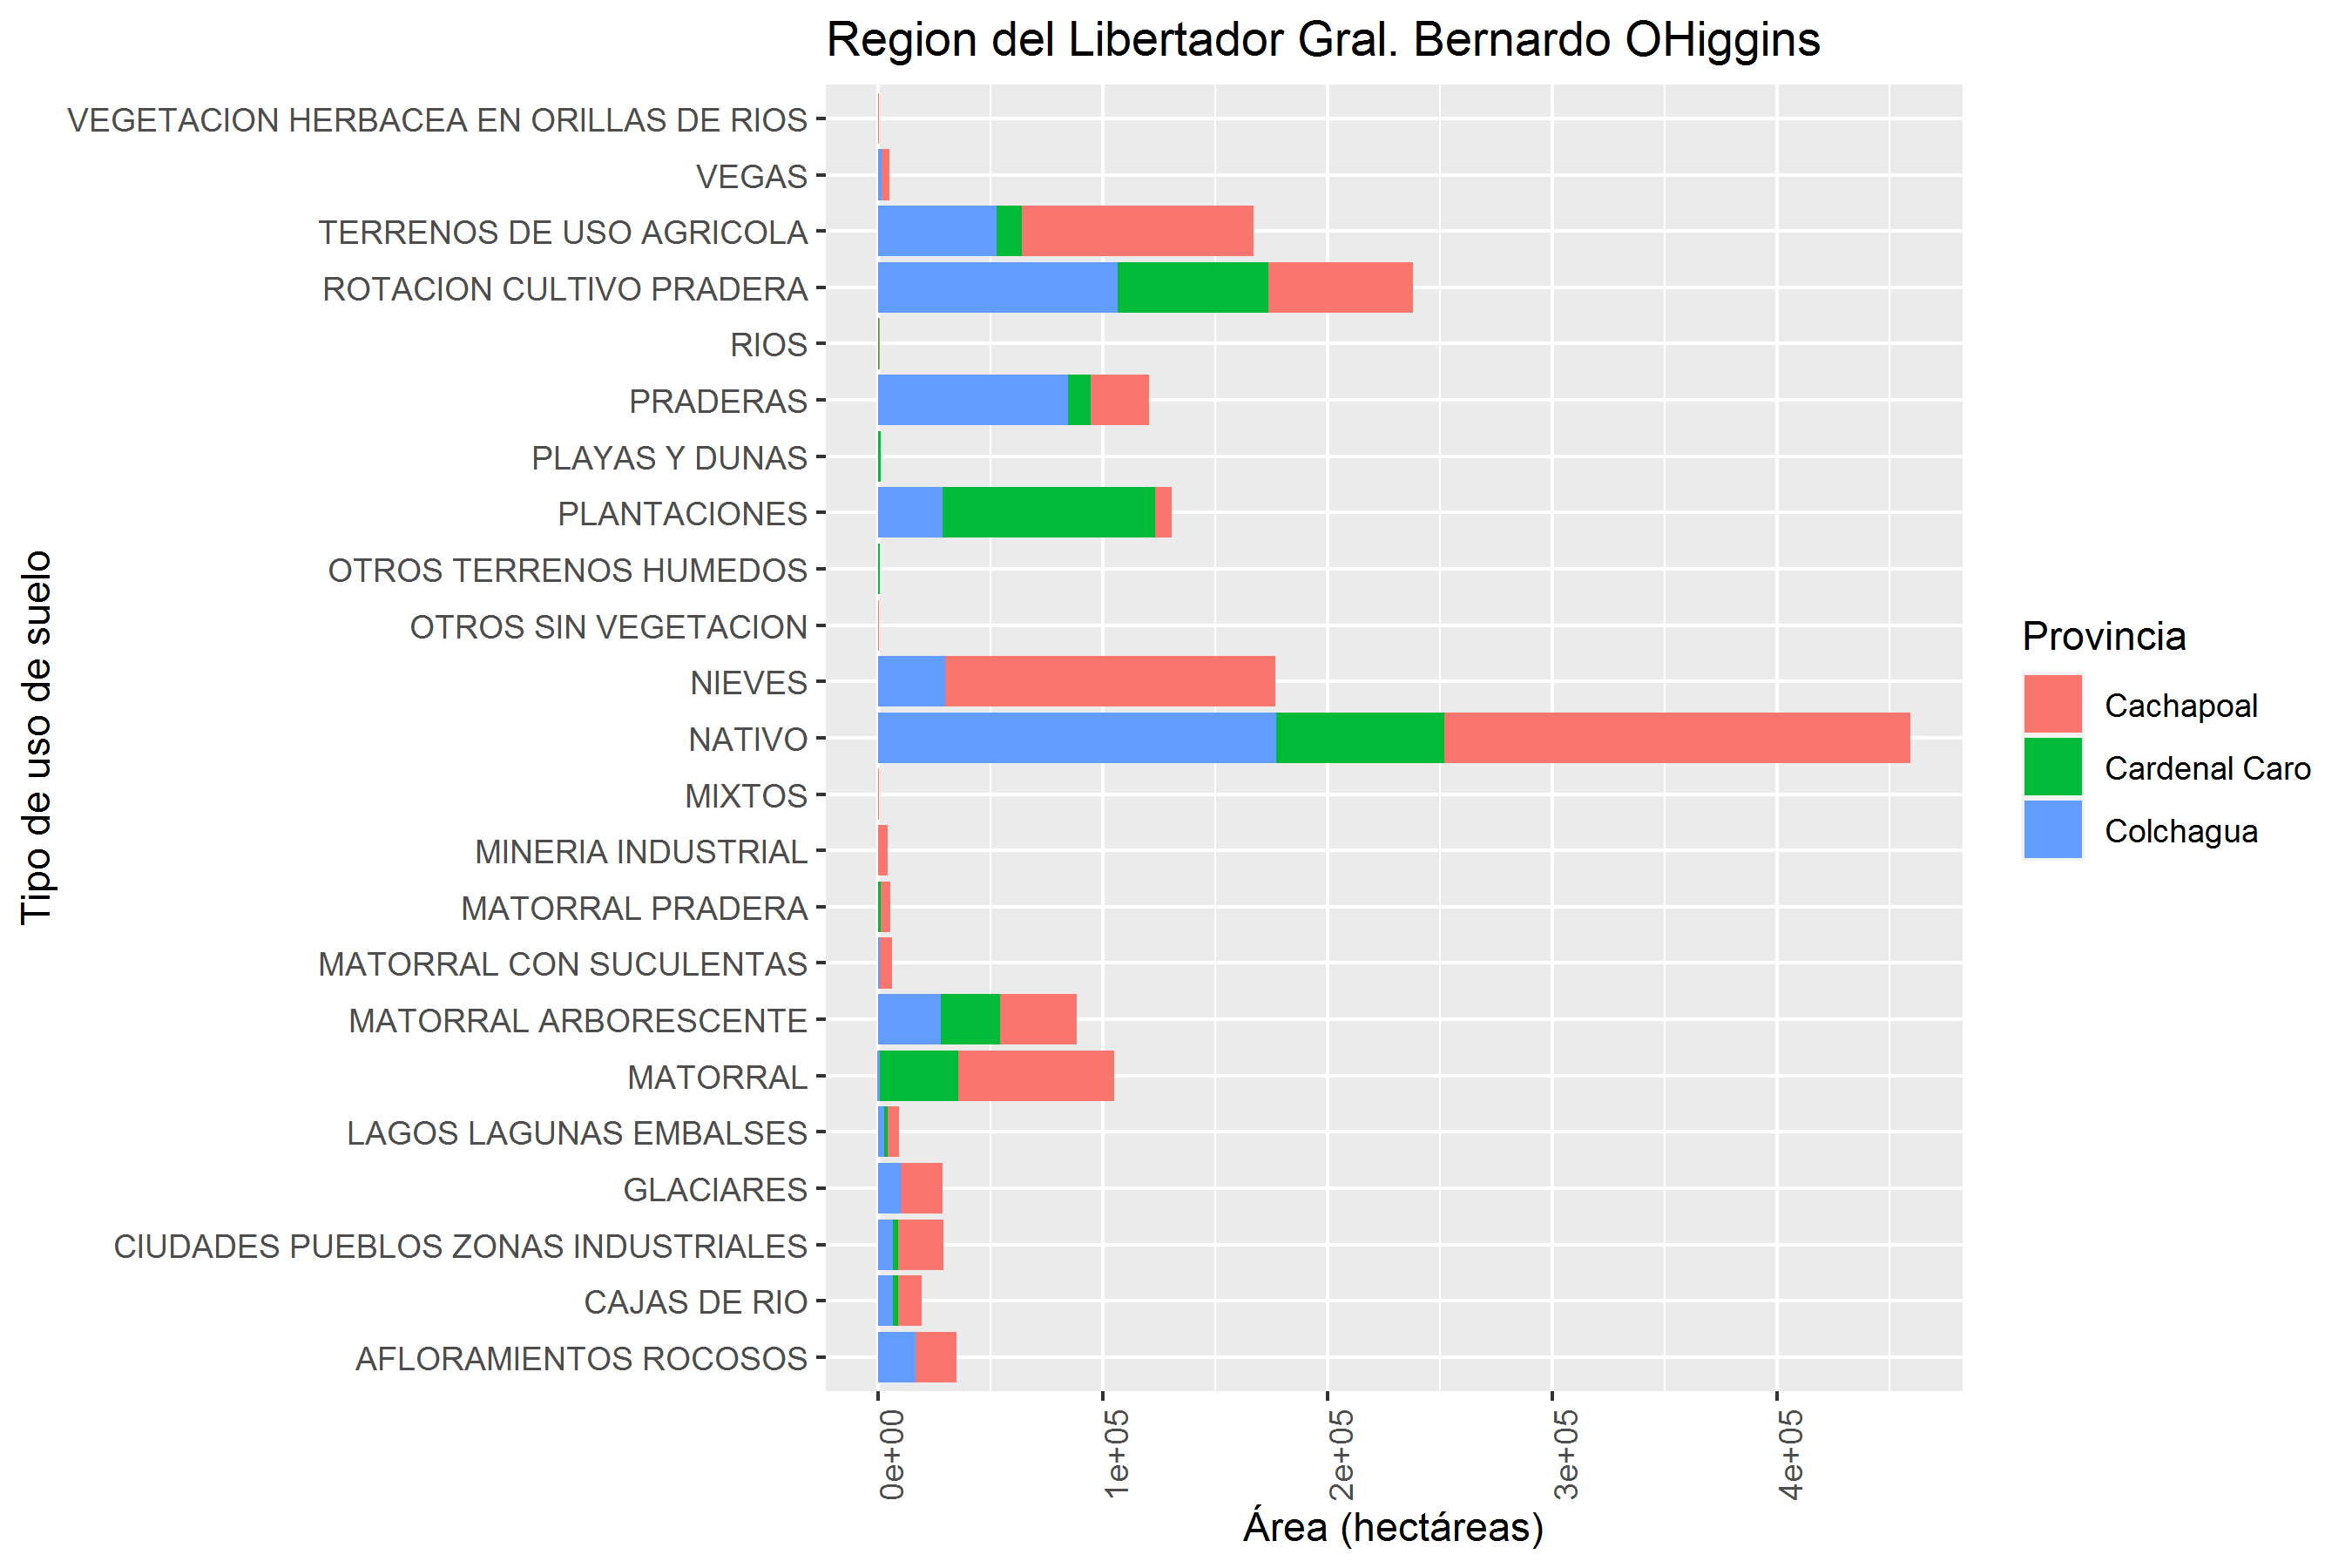 Region del Libertador Gral. Bernardo OHiggins
Tipo de uso de suelo
VEGETACION HERBACEA EN ORILLAS DE RIOS
VEGAS
TERRENOS DE USO AGRICOLA
ROTACION CULTIVO PRADERA
RIOS
PRADERAS
PLAYAS Y DUNAS
PLANTACIONES
OTROS TERRENOS HUMEDOS
OTROS SIN VEGETACION
NIEVES
NATIVO
MIXTOS
MINERIA INDUSTRIAL
MATORRAL PRADERA
MATORRAL CON SUCULENTAS
MATORRAL ARBORESCENTE
MATORRAL
LAGOS LAGUNAS EMBALSES
GLACIARES
CIUDADES PUEBLOS ZONAS INDUSTRIALES
CAJAS DE RIO
AFLORAMIENTOS ROCOSOS
0e+00
1e+05
2e+05
3e+05
4e+05
Área (hectáreas)
Provincia
Cachapoal
Cardenal Caro
Colchagua